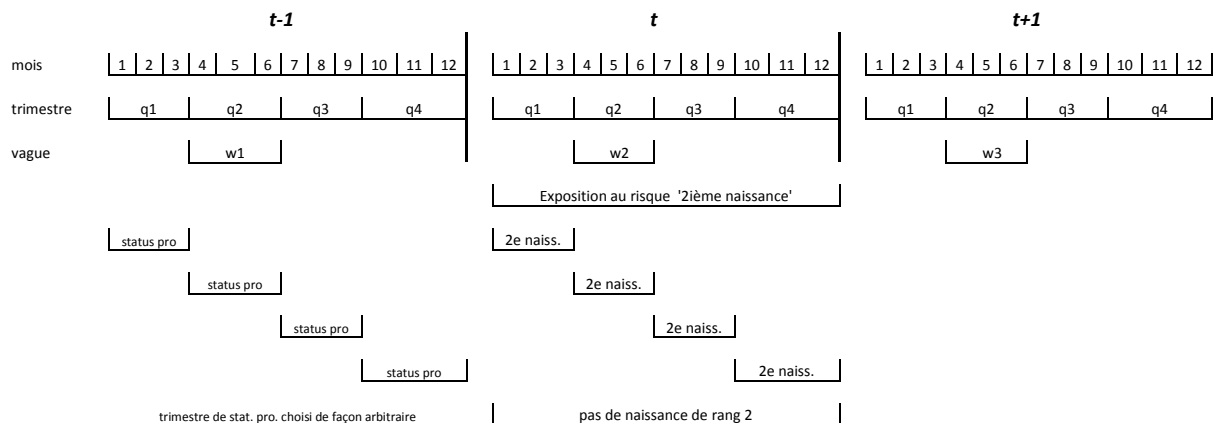 t-1 t t+1
mois 1 2 3 4 5 6 7 8 9 10 11 12 1 2 3 4 5 6 7 8 9 10 11 12 1 2 3 4 5 6 7 8 9 10 11 12
trimestre q1 q2 q3 q4 q1 q2 q3 q4 q1 q2 q3 q4
vague w1 w2 w3
Exposition au risque '2ième naissance'
status pro 2e naiss.
status pro 2e naiss.
status pro 2e naiss.
status pro 2e naiss.
trimestre de stat. pro. choisi de façon arbitraire pas de naissance de rang 2